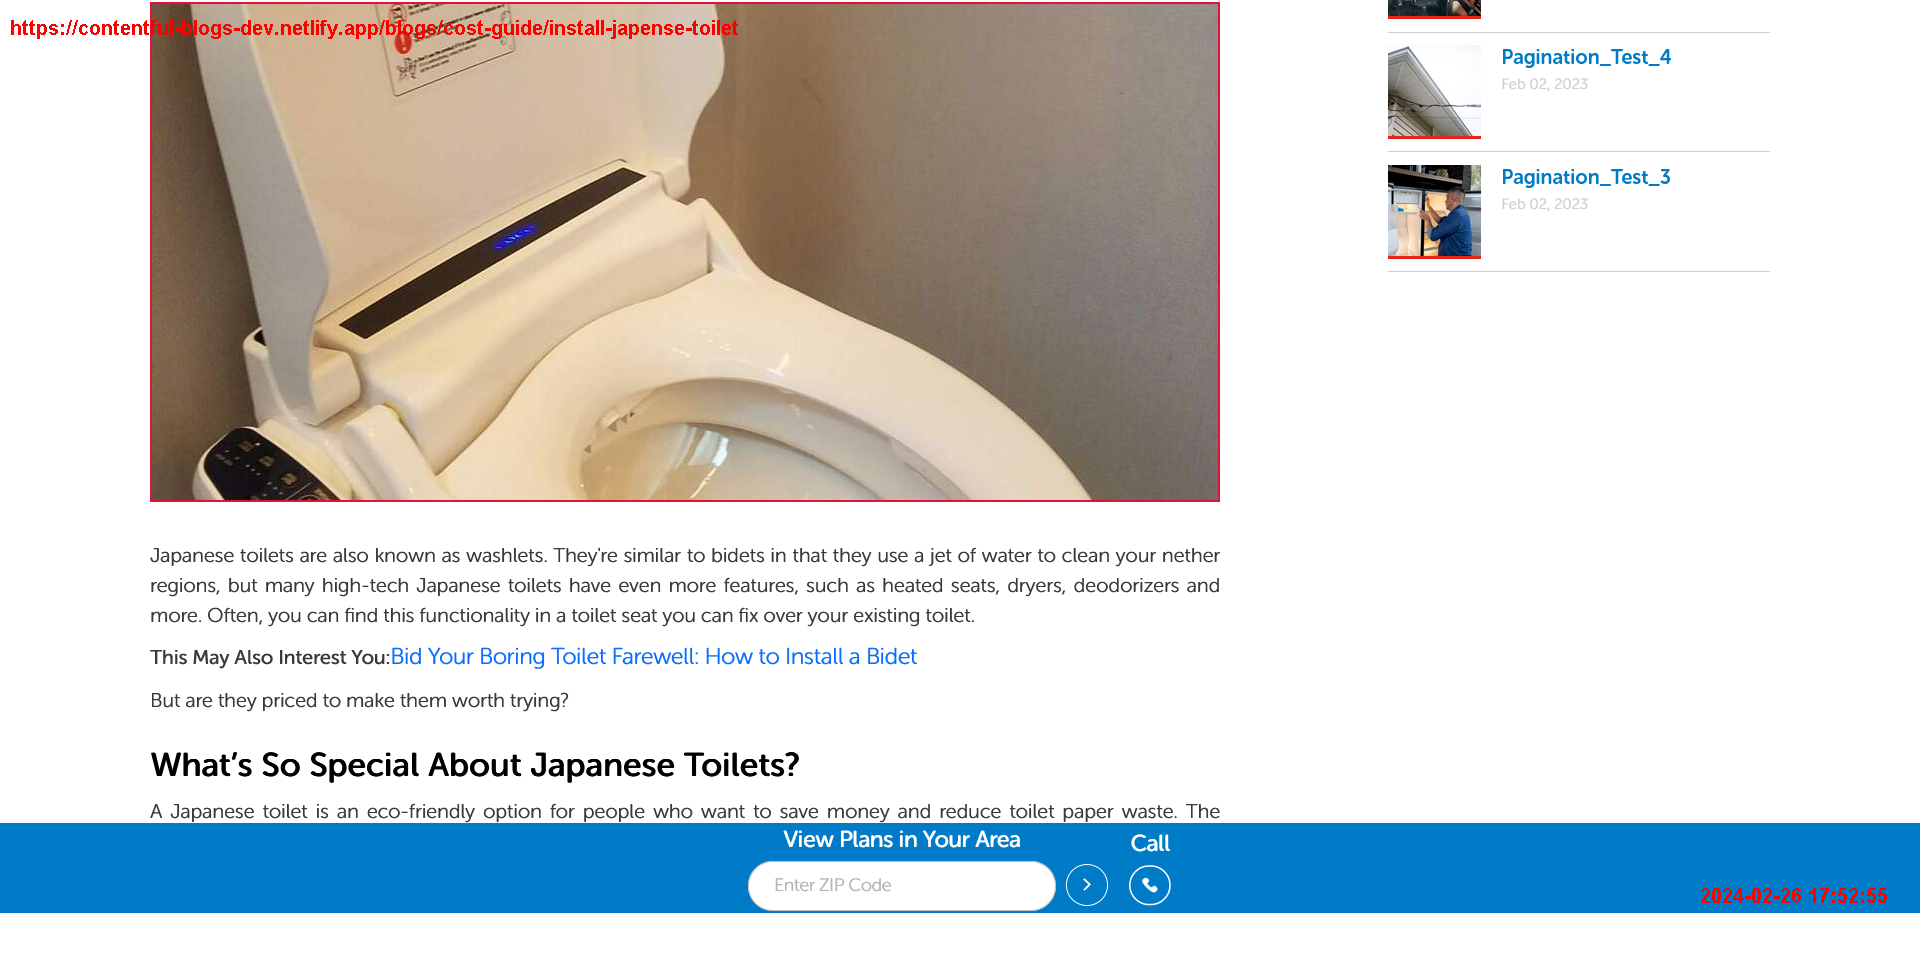 https://contentful-blogs-dev.netlify.app/blogs/cost-guide/install-japense-toilet
Pagination_Test_4
Feb 02, 2023
Pagination_Test_3
Feb 02, 2023
Japanese toilets are also known as washlets. They're similar to bidets in that they use a jet of water to clean your nether
regions, but many high-tech Japanese toilets have even more features, such as heated seats, dryers, deodorizers and
more. Often, you can find this functionality in a toilet seat you can fix over your existing toilet.
This May Also Interest You:Bid Your Boring Toilet Farewell: How to Install a Bidet
But are they priced to make them worth trying?
What's So Special About Japanese Toilets?
A Japanese toilet is an eco-friendly option for people who want to save money and reduce toilet paper waste. The
View Plans in Your Area
Call
Enter ZIP Code
2024-02-26 17:52:55